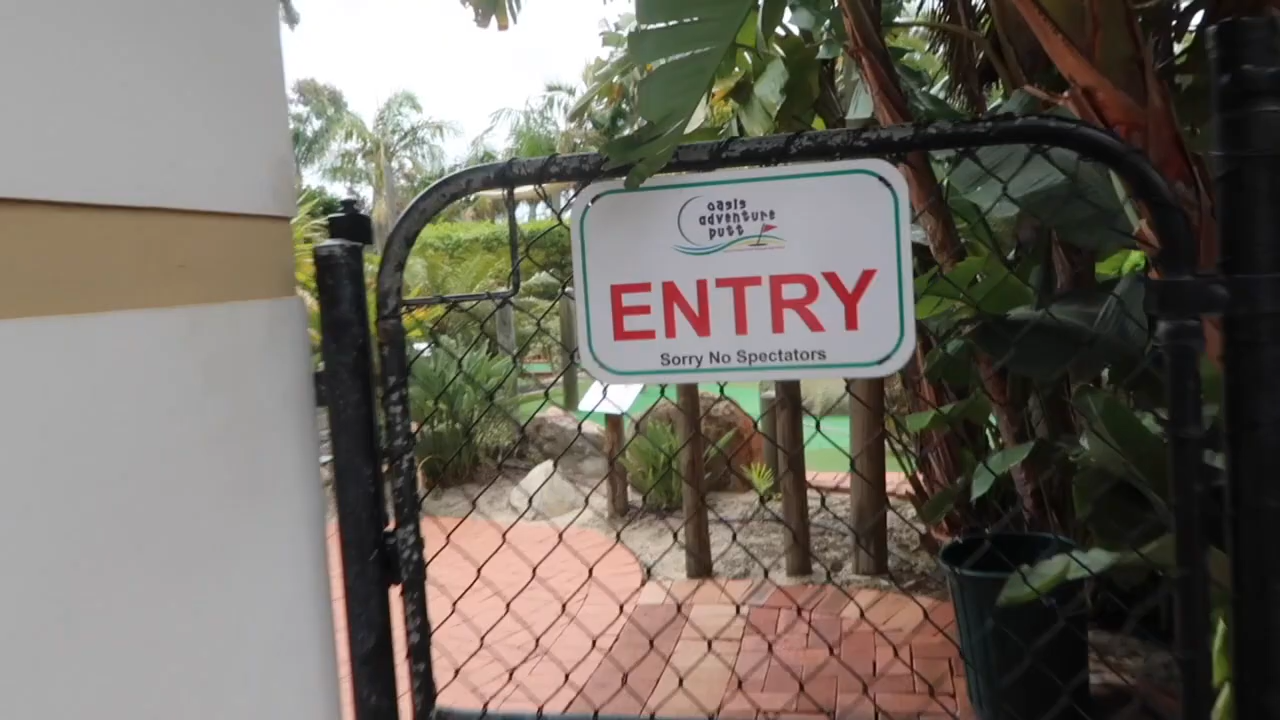 oasis
adventure
putt
ENTRY
Sorry No Spectators